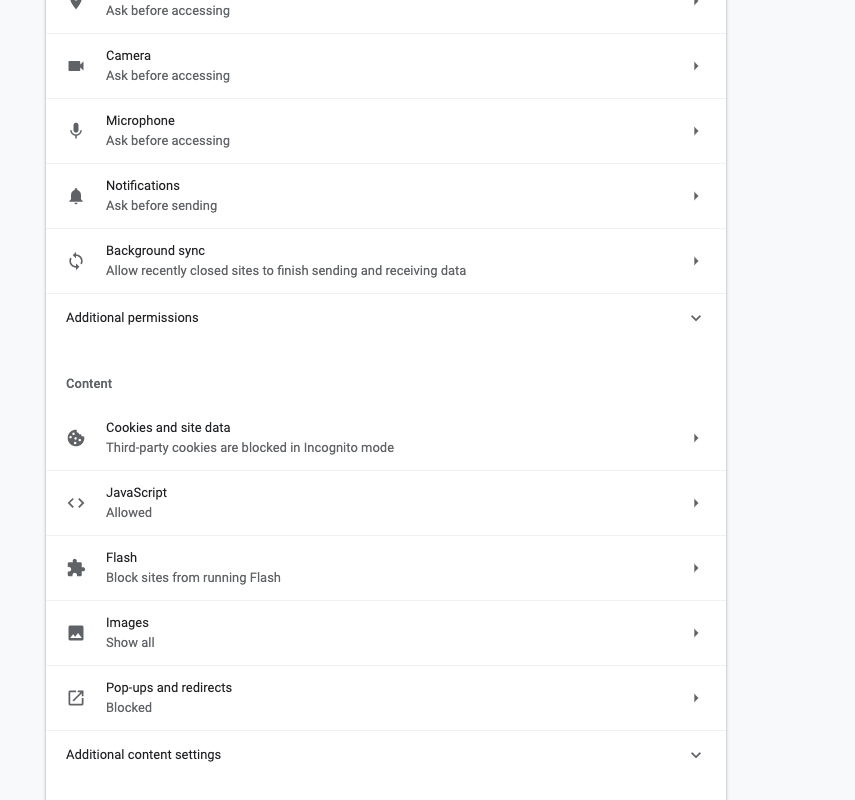 Ask before accessing
Camera
Ask before accessing
Microphone
Ask before accessing
Notifications
Ask before sending
Background sync
Allow recently closed sites to finish sending and receiving data
Additional permissions
Content
Cookies and site data
Third-party cookies are blocked in Incognito mode
JavaScript
Allowed
Flash
Block sites from running Flash
Images
Show all
Pop-ups and redirects
Blocked
Additional content settings